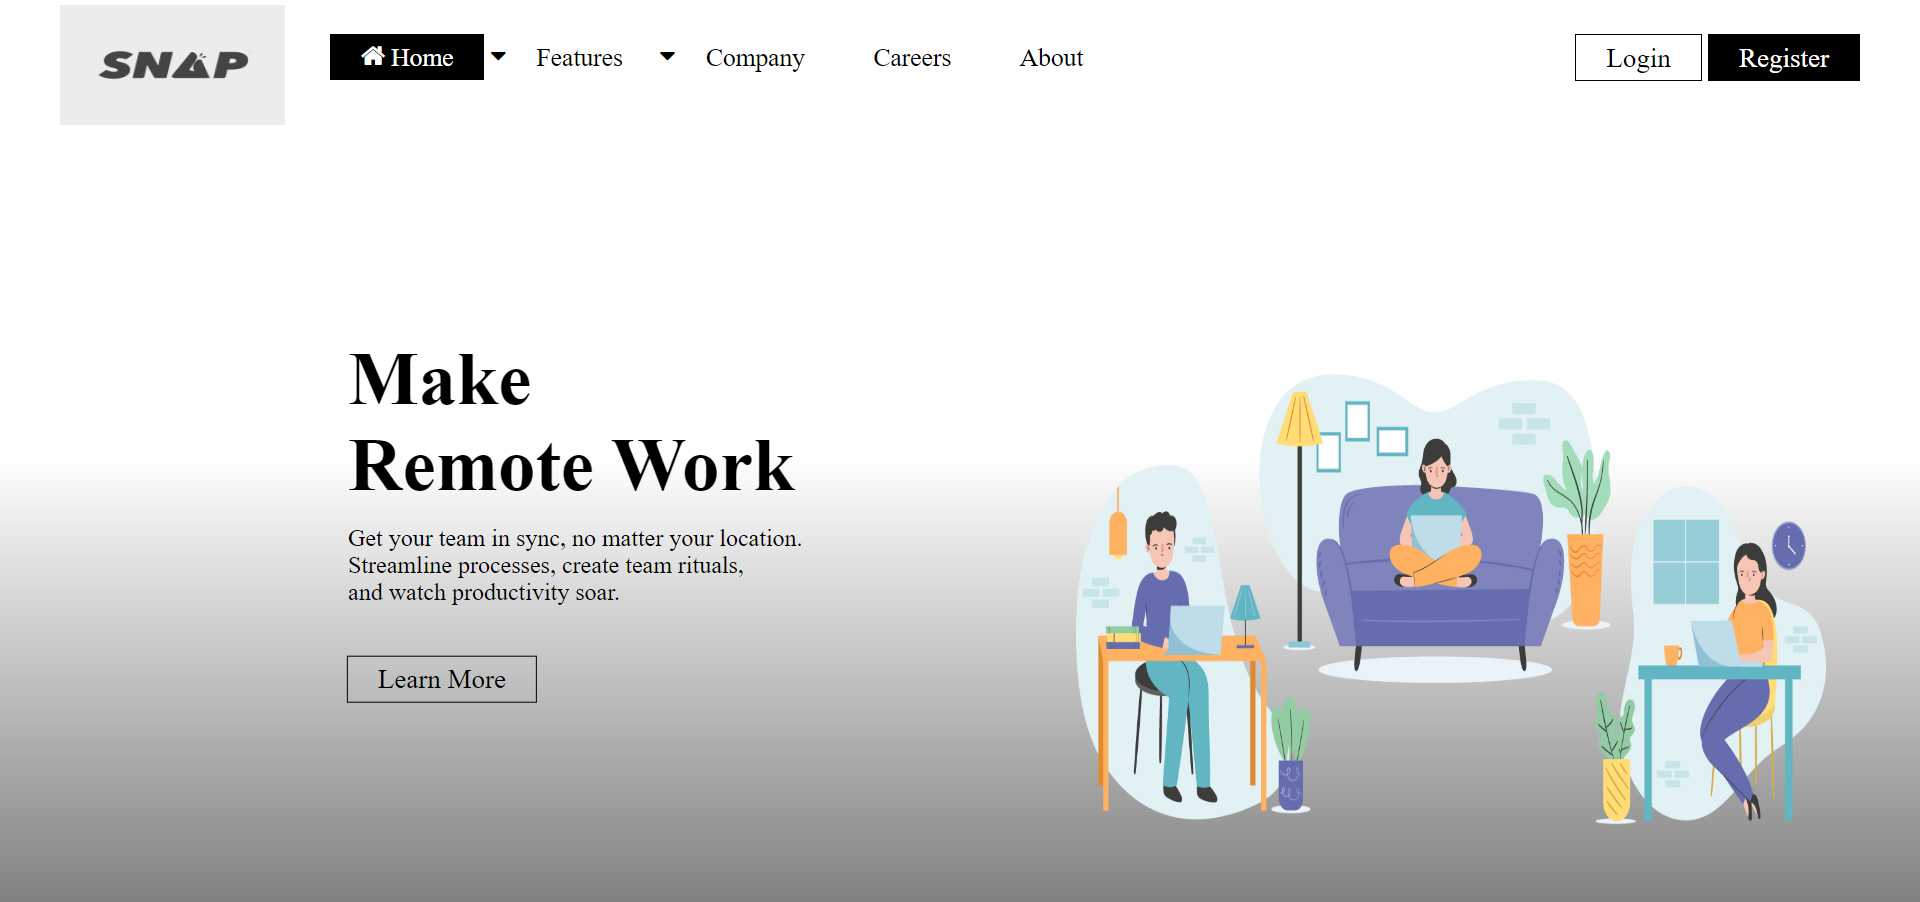 SNAP
Home Features Company Careers About
Login Register
Make
Remote Work
Get your team in sync, no matter your location.
Streamline processes, create team rituals,
and watch productivity soar.
Learn More